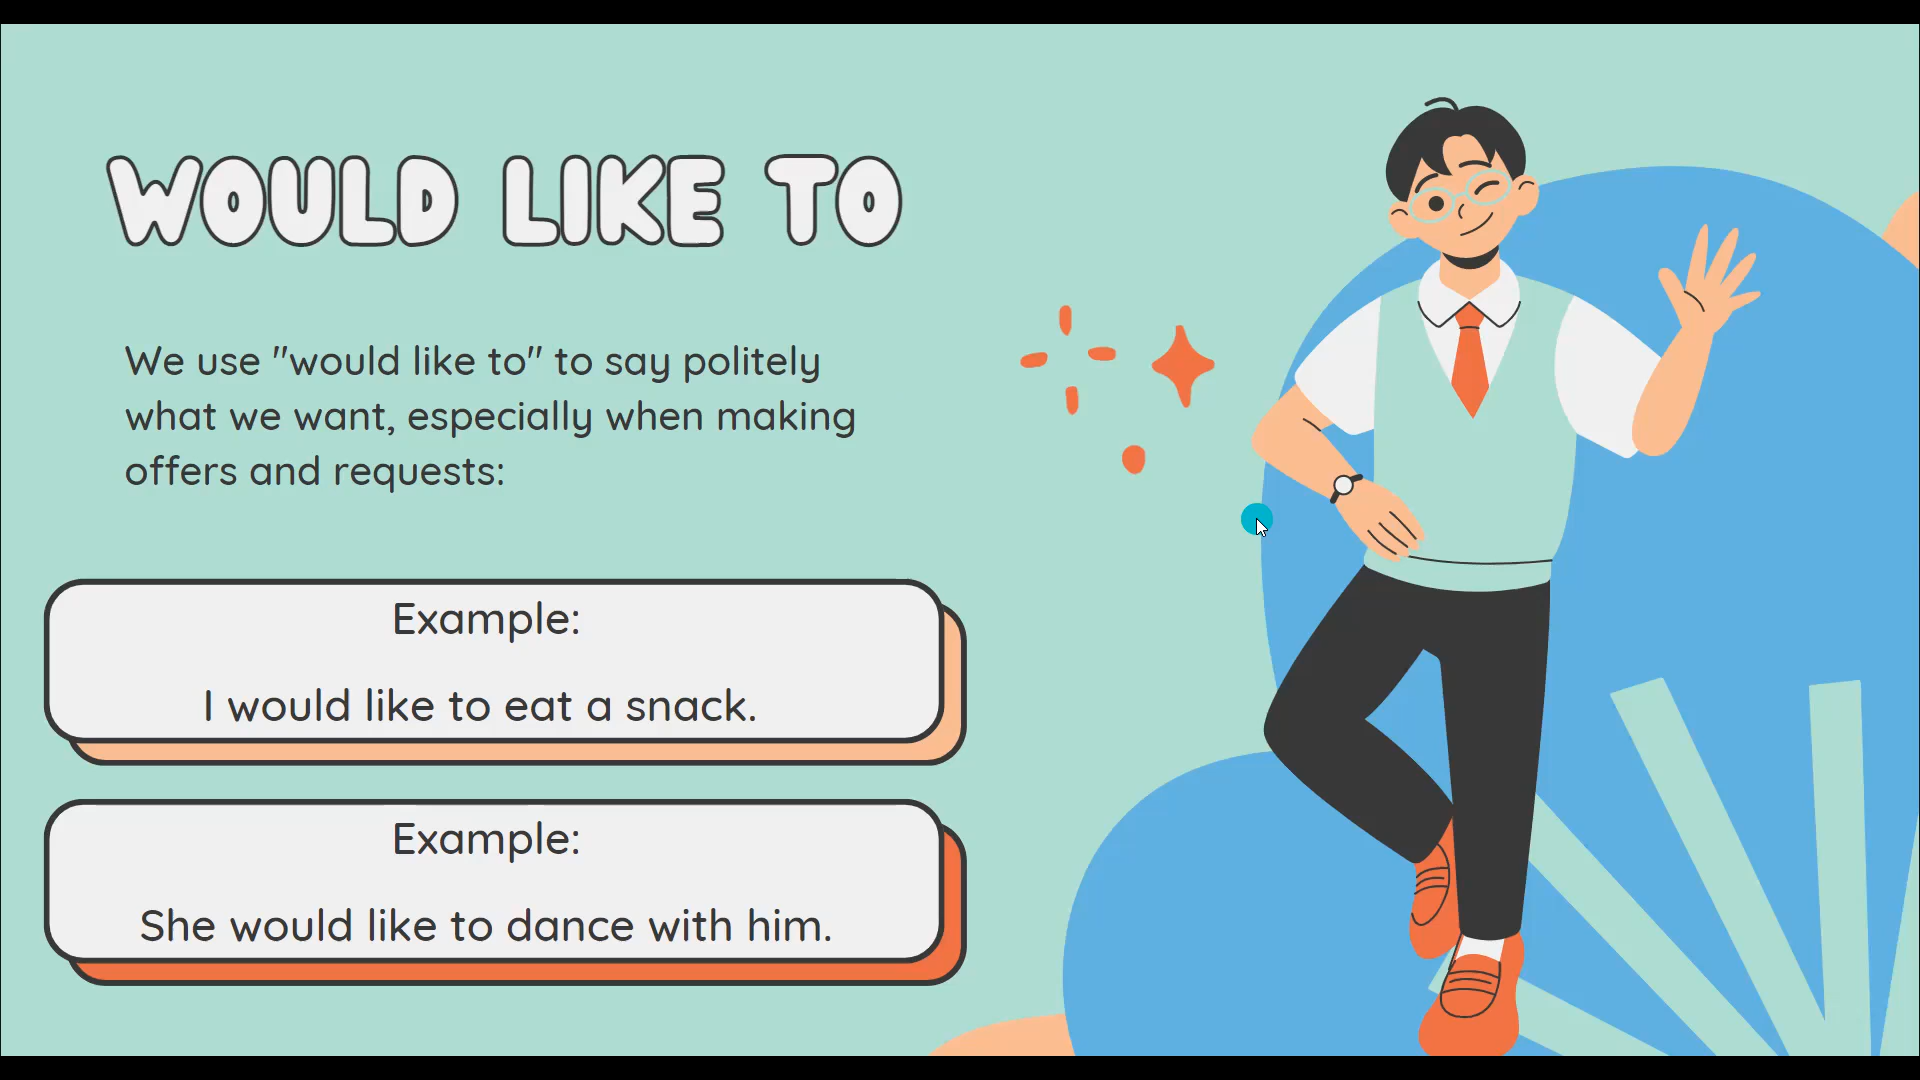 WOULD LIKE TO
We use "would like to" to say politely
what we want, especially when making
offers and requests:
Example:
I would like to eat a snack.
Example:
She would like to dance with him.